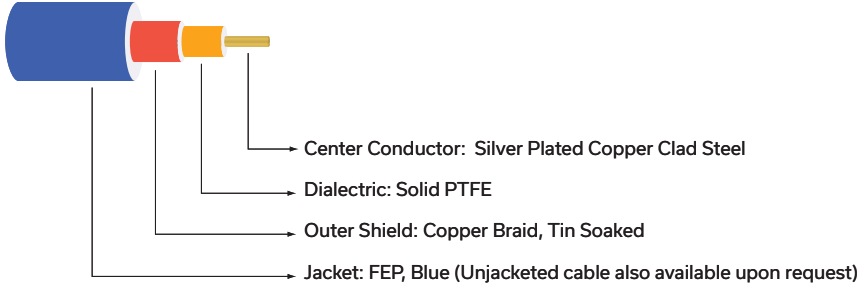 Center Conductor: Silver Plated Copper Clad Steel
Dialectric: Solid PTFE
Outer Shield: Copper Braid, Tin Soaked
Jacket: FEP, Blue (Unjacketed cable also available upon request)